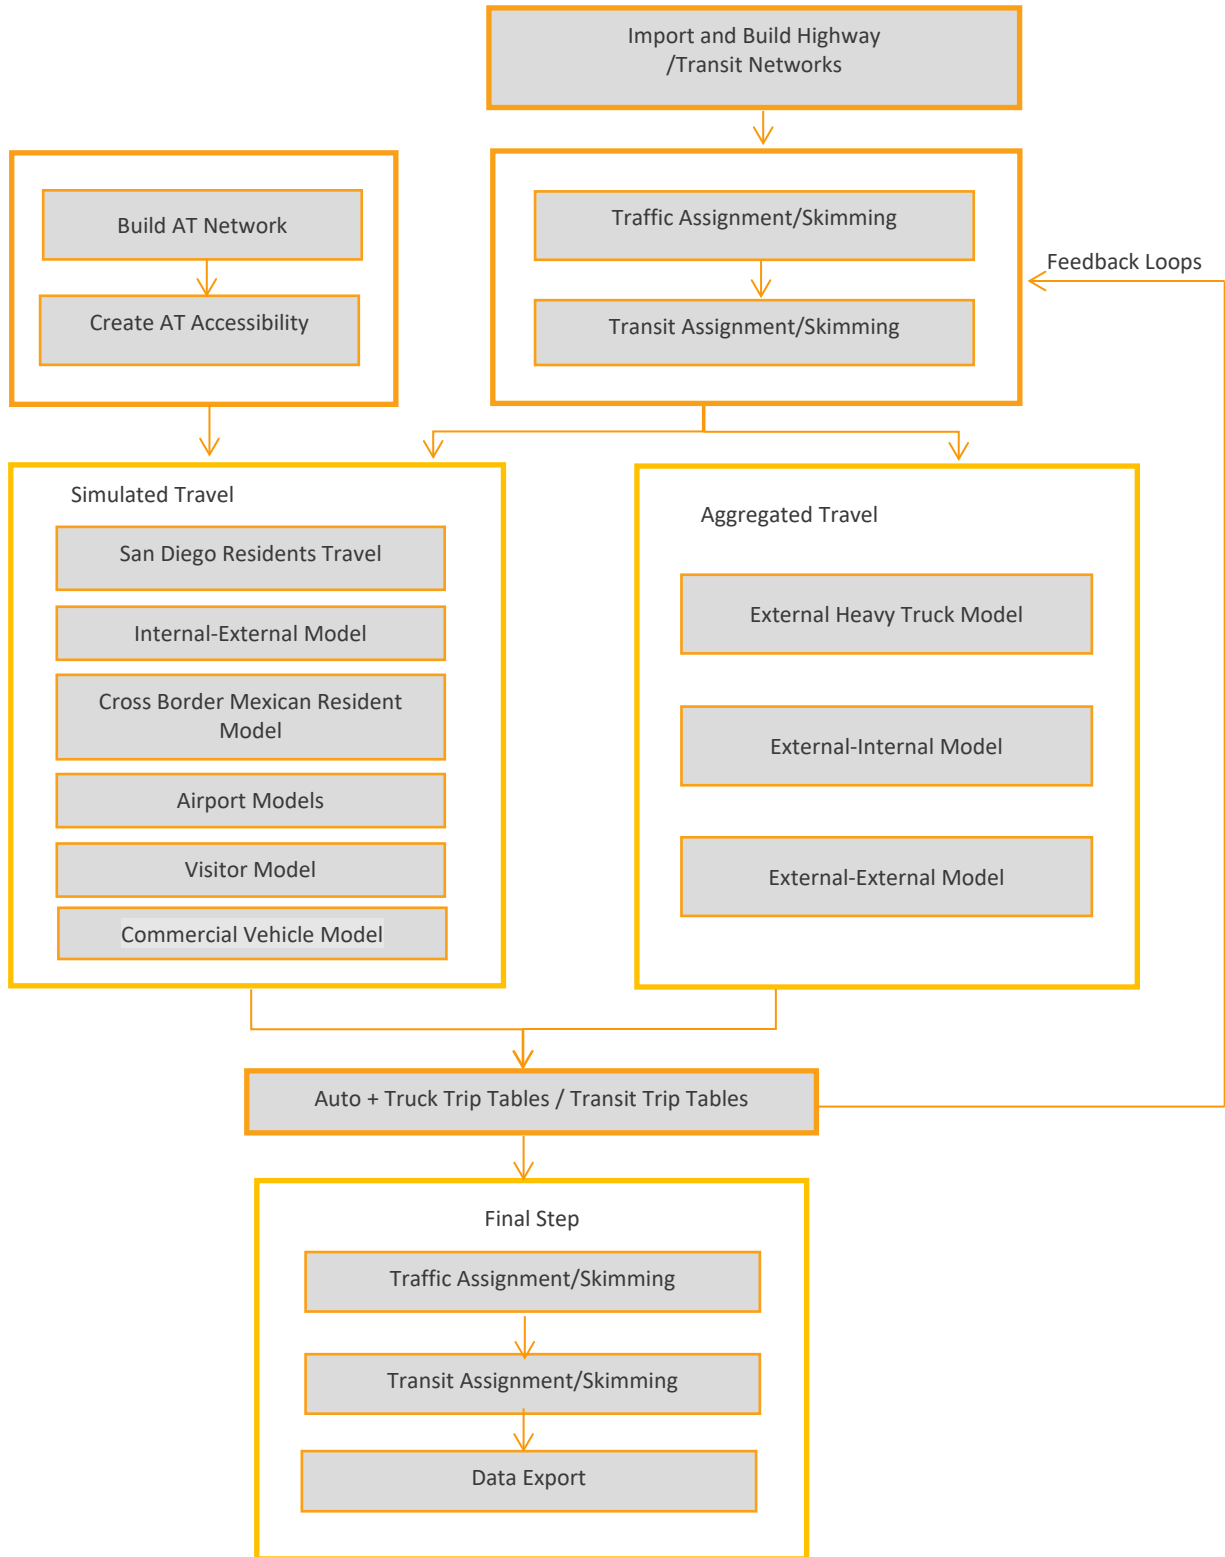 Import and Build Highway
/Transit Networks
Build AT Network
Create AT Accessibility
Traffic Assignment/Skimming
Transit Assignment/Skimming
Feedback Loops
Simulated Travel
San Diego Residents Travel
Internal-External Model
Cross Border Mexican Resident
Model
Airport Models
Visitor Model
Commercial Vehicle Model
Aggregated Travel
External Heavy Truck Model
External-Internal Model
External-External Model
Auto + Truck Trip Tables / Transit Trip Tables
Final Step
Traffic Assignment/Skimming
Transit Assignment/Skimming
Data Export